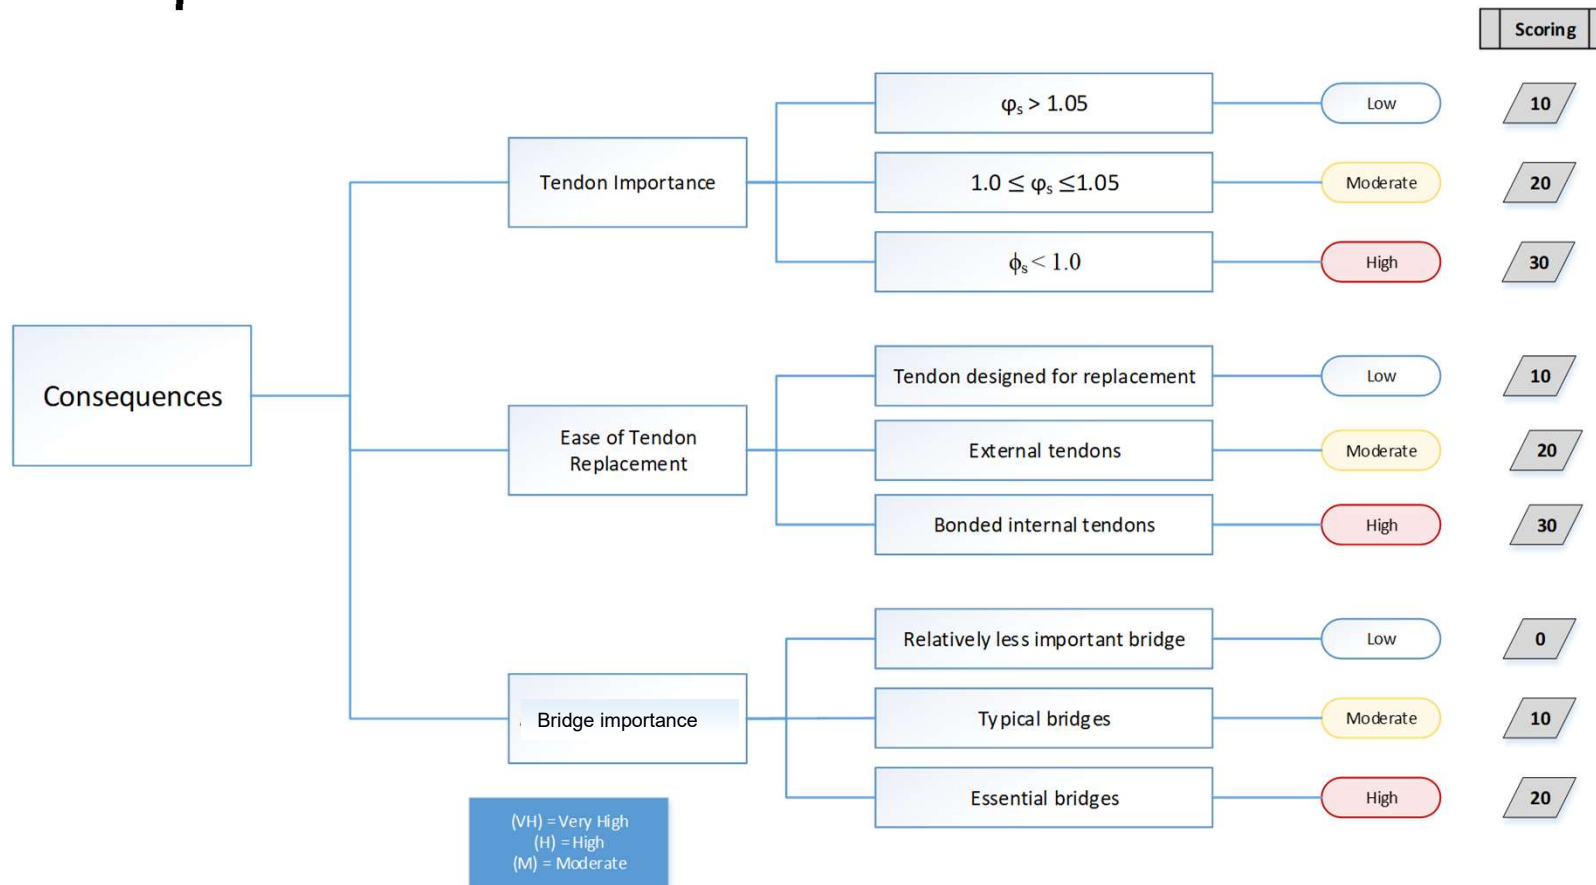 Scoring
Consequences
Tendon Importance
φs > 1.05
Low
10
1.0 ≤ φs ≤1.05
Moderate
20
ϕs < 1.0
High
30
Ease of Tendon
Replacement
Tendon designed for replacement
Low
10
External tendons
Moderate
20
Bonded internal tendons
High
30
Bridge importance
Relatively less important bridge
Low
0
Typical bridges
Moderate
10
Essential bridges
High
20
(VH) = Very High
(H) = High
(M) = Moderate